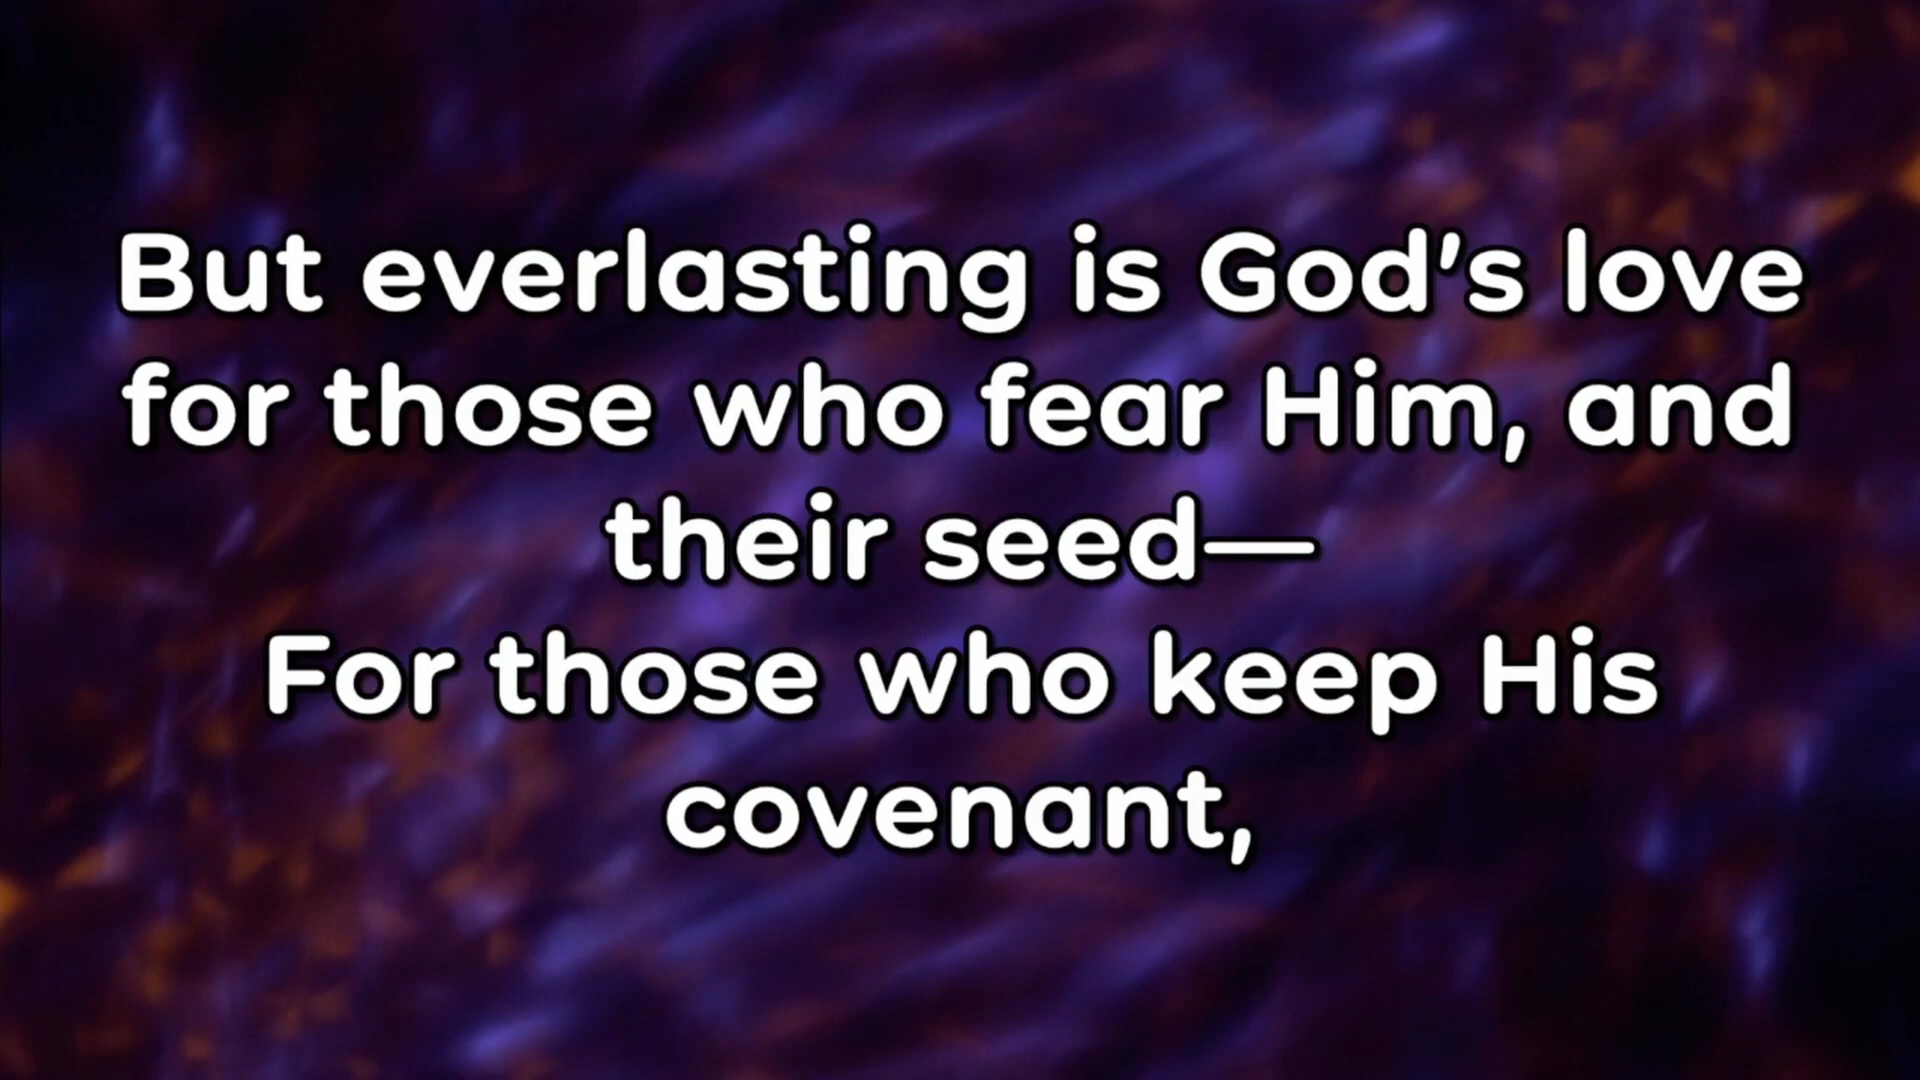 But everlasting is God's love
for those who fear Him, and
their seed—
For those who keep His
covenant,